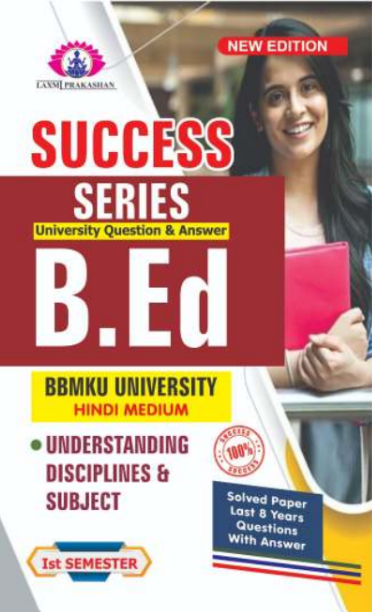 NEW EDITION
LAXMI PRAKASHAN
SUCCESS
SERIES
University Question & Answer
B.Ed
BBMKU UNIVERSITY
HINDI MEDIUM
UNDERSTANDING
DISCIPLINES &
SUBJECT
SUCCESS
100%
SUCCESS
Solved Paper
Last 8 Years
Questions
With Answer
Ist SEMESTER